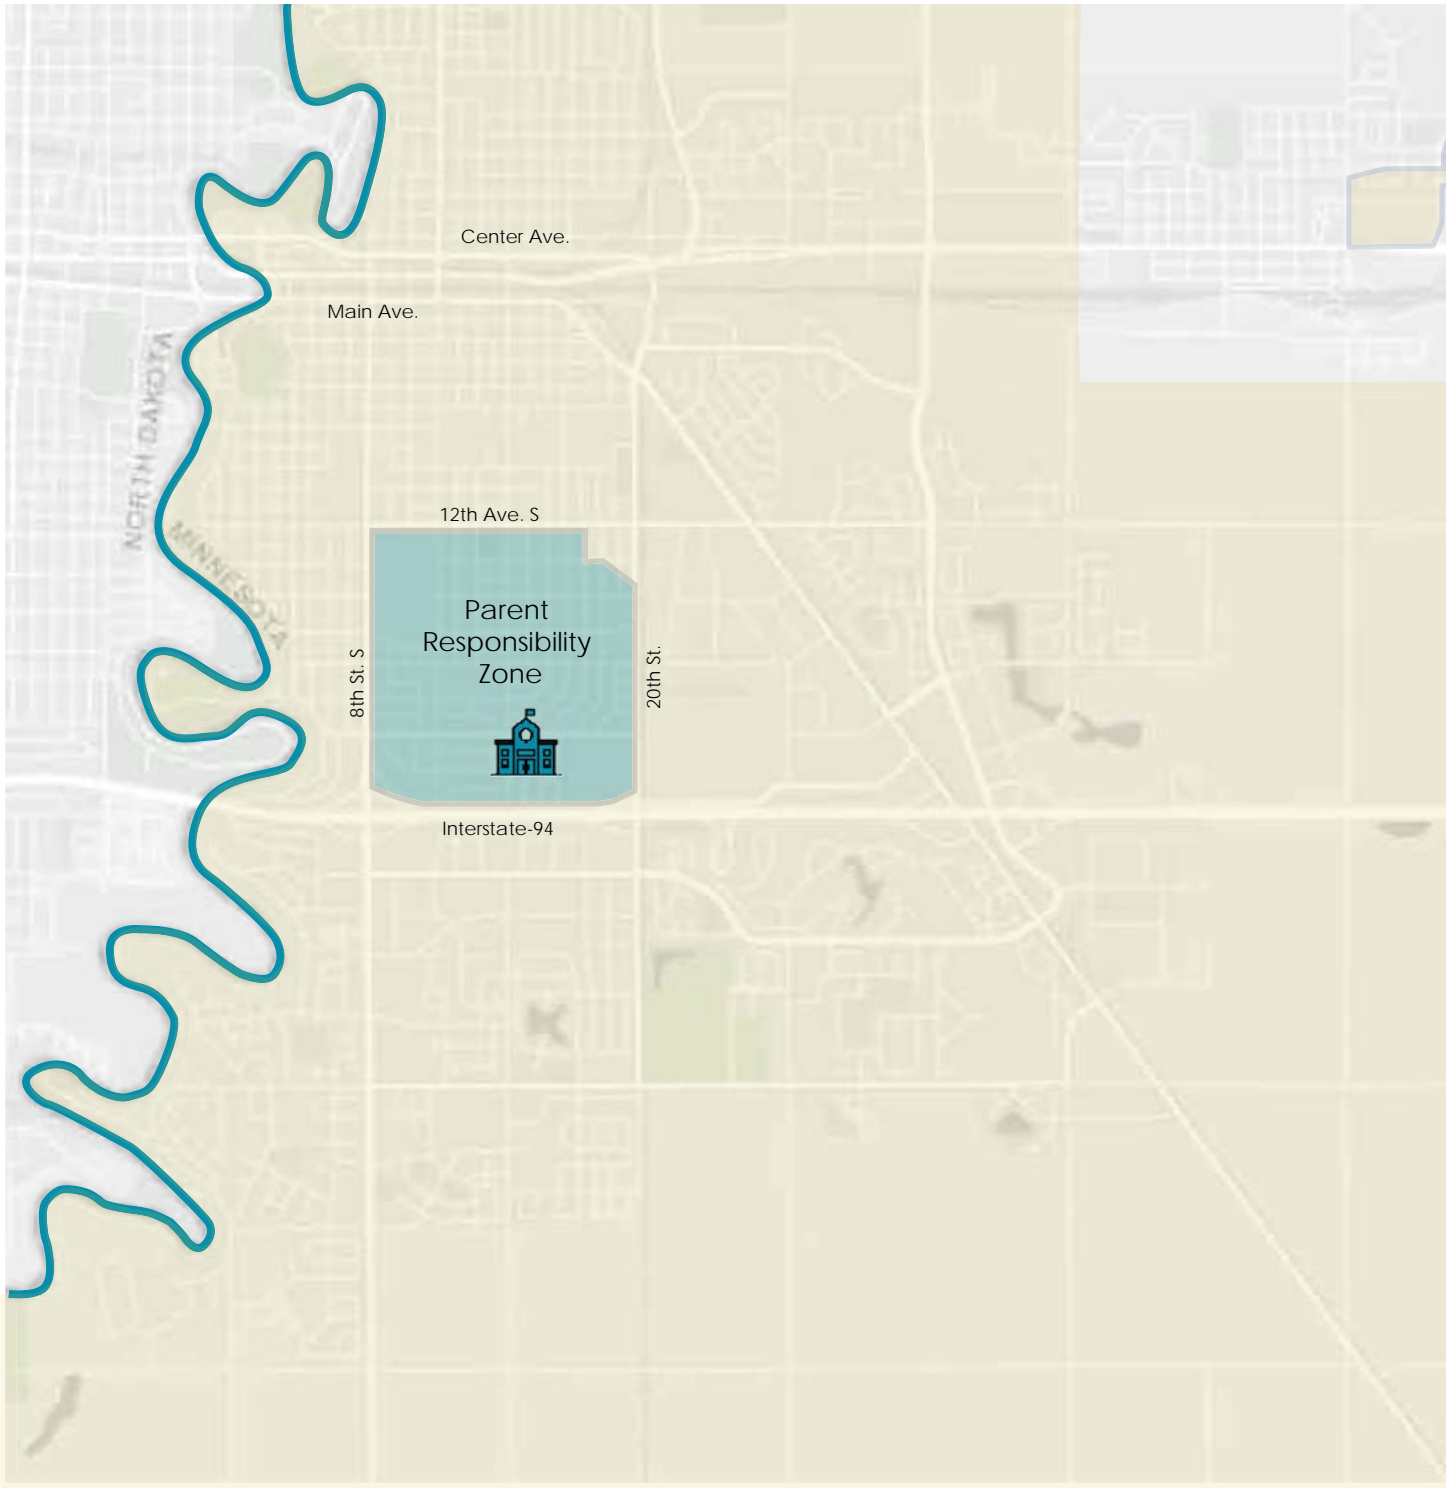 Center Ave.
Main Ave.
NORTH DAKOTA
MINNESOTA
12th Ave. S
Parent
Responsibility
Zone
8th St. S
20th St.
Interstate-94